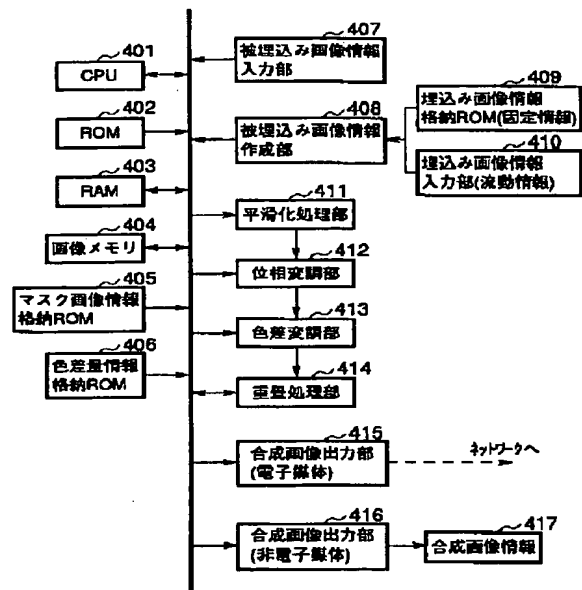 401
CPU
402
ROM
403
RAM
404
画像メモリ
405
マスク画像情報
格納ROM
406
色差量情報
格納ROM
407
被埋込み画像情報
入力部
408
被埋込み画像情報
作成部
409
埋込み画像情報
格納ROM(固定情報)
410
埋込み画像情報
入力部(流動情報)
411
平滑化処理部
412
位相変調部
413
色差変調部
414
重畳処理部
415
合成画像出力部
(電子媒体)
ネットワークへ
416
合成画像出力部
(非電子媒体)
417
合成画像情報